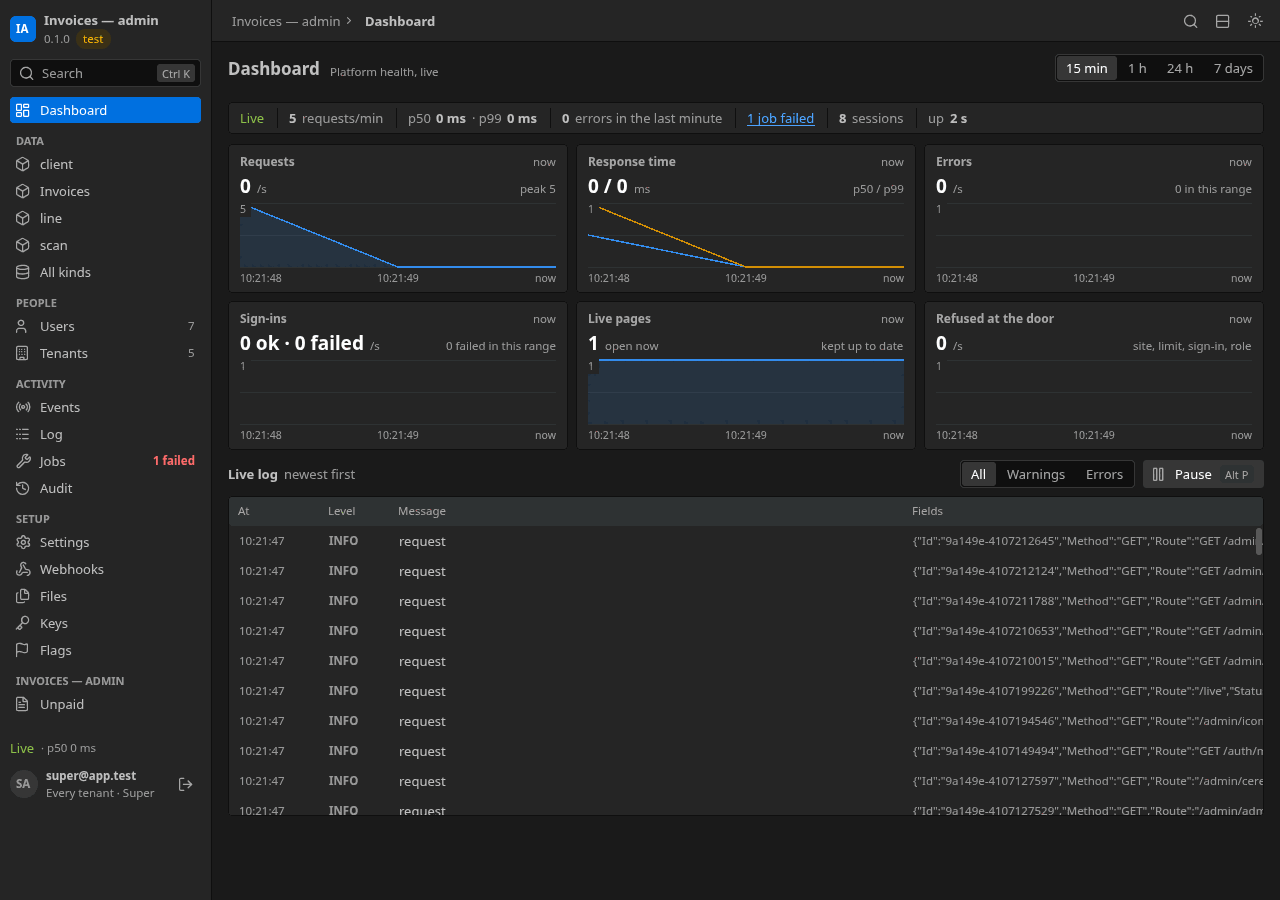 IA
Invoices — admin
0.1.0 test
Search Ctrl K
Dashboard
DATA
client
Invoices
line
scan
All kinds
PEOPLE
Users 7
Tenants 5
ACTIVITY
Events
Log
Jobs 1 failed
Audit
SETUP
Settings
Webhooks
Files
Keys
Flags
INVOICES — ADMIN
Unpaid
Live · p50 0 ms
SA
super@app.test
Every tenant · Super
Invoices — admin Dashboard
Dashboard Platform health, live
15 min 1 h 24 h 7 days
Live 5 requests/min p50 0 ms · p99 0 ms 0 errors in the last minute 1 job failed 8 sessions up 2 s
Requests now
0 /s peak 5
5
10:21:48 10:21:49 now
Response time now
0 / 0 ms p50 / p99
1
10:21:48 10:21:49 now
Errors now
0 /s 0 in this range
1
10:21:48 10:21:49 now
Sign-ins now
0 ok · 0 failed /s 0 failed in this range
1
10:21:48 10:21:49 now
Live pages now
1 open now kept up to date
1
10:21:48 10:21:49 now
Refused at the door now
0 /s site, limit, sign-in, role
1
10:21:48 10:21:49 now
Live log newest first
All Warnings Errors Pause Alt P
At Level Message Fields
10:21:47 INFO request {"Id":"9a149e-4107212645","Method":"GET","Route":"GET /admin
10:21:47 INFO request {"Id":"9a149e-4107212124","Method":"GET","Route":"GET /admin
10:21:47 INFO request {"Id":"9a149e-4107211788","Method":"GET","Route":"GET /admin
10:21:47 INFO request {"Id":"9a149e-4107210653","Method":"GET","Route":"GET /admin
10:21:47 INFO request {"Id":"9a149e-4107210015","Method":"GET","Route":"GET /admin
10:21:47 INFO request {"Id":"9a149e-4107199226","Method":"GET","Route":"/live","Statu
10:21:47 INFO request {"Id":"9a149e-4107194546","Method":"GET","Route":"/admin/icon
10:21:47 INFO request {"Id":"9a149e-4107149494","Method":"GET","Route":"GET /auth/m
10:21:47 INFO request {"Id":"9a149e-4107127597","Method":"GET","Route":"/admin/cere
10:21:47 INFO request {"Id":"9a149e-4107127529","Method":"GET","Route":"/admin/adm